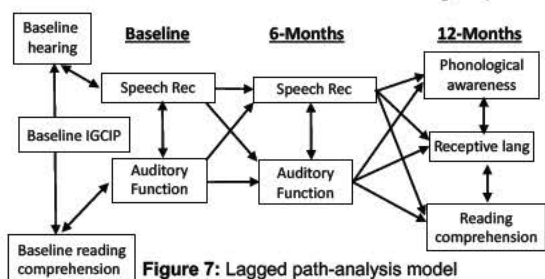 Baseline
hearing
Baseline
6-Months
12-Months
Speech Rec
Speech Rec
Phonological
awareness
Baseline IGCIP
Receptive lang
Auditory
Function
Auditory
Function
Baseline reading
comprehension
Reading
comprehension
Figure 7: Lagged path-analysis model